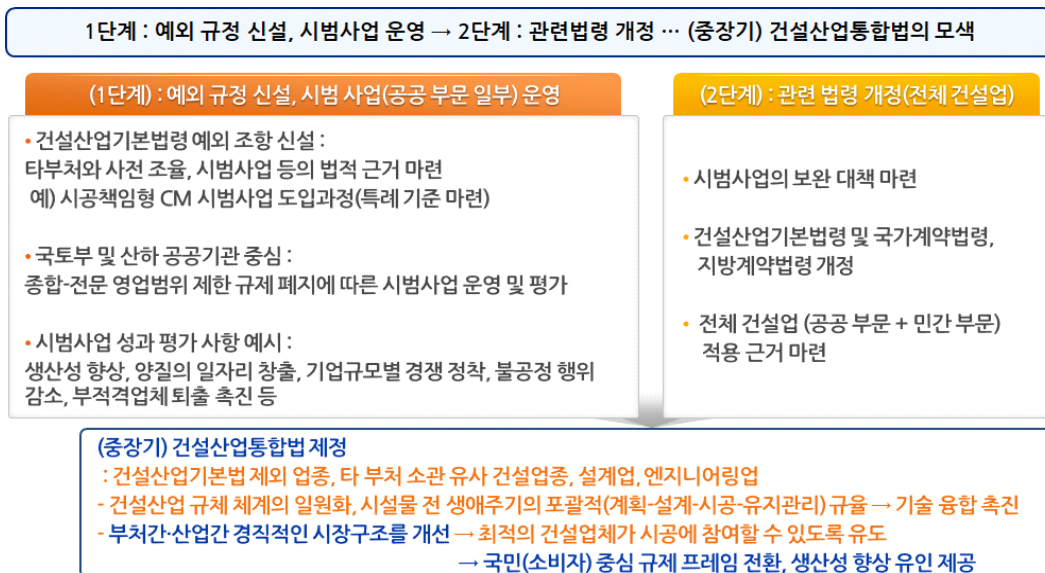 1단계 : 예외 규정 신설, 시범사업 운영 → 2단계 : 관련법령 개정 … (중장기) 건설산업통합법의 모색
(1단계) : 예외 규정 신설, 시범 사업(공공 부문 일부) 운영
• 건설산업기본법령 예외 조항 신설 :
타부처와 사전 조율, 시범사업 등의 법적 근거 마련
예) 시공책임형 CM 시범사업 도입과정(특례 기준 마련)
• 국토부 및 산하 공공기관 중심 :
종합-전문 영업범위 제한 규제 폐지에 따른 시범사업 운영 및 평가
• 시범사업 성과 평가 사항 예시 :
생산성 향상, 양질의 일자리 창출, 기업규모별 경쟁 정착, 불공정 행위
감소, 부적격업체 퇴출 촉진 등
(2단계) : 관련 법령 개정(전체 건설업)
• 시범사업의 보완 대책 마련
• 건설산업기본법령 및 국가계약법령,
지방계약법령 개정
• 전체 건설업 (공공 부문 + 민간 부문)
적용 근거 마련
(중장기) 건설산업통합법 제정
: 건설산업기본법 제외 업종, 타 부처 소관 유사 건설업종, 설계업, 엔지니어링업
- 건설산업 규체 체계의 일원화, 시설물 전 생애주기의 포괄적(계획-설계-시공-유지관리) 규율 → 기술 융합 촉진
- 부처간·산업간 경직적인 시장구조를 개선 → 최적의 건설업체가 시공에 참여할 수 있도록 유도
→ 국민(소비자) 중심 규제 프레임 전환, 생산성 향상 유인 제공